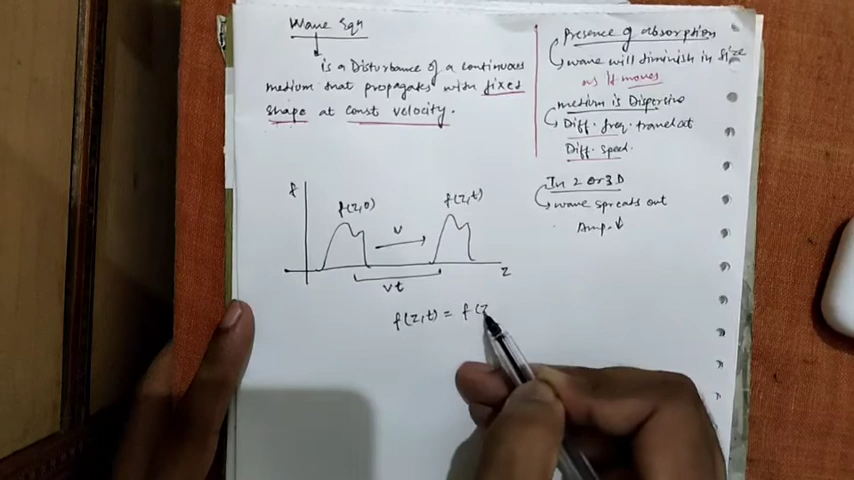 Wave Eqn
is a Disturbance of a continuous
medium that propagates with fixed
shape at const velocity.
Presence of absorption
wave will diminish in size
as it moves
medium is Dispersive
Diff. freq. travel at
Diff. speed.
In 2 or 3D
wave spreads out
Amp. ↓
f
f(z,0)
f(z,t)
v
z
vt
f(z,t) = f(z